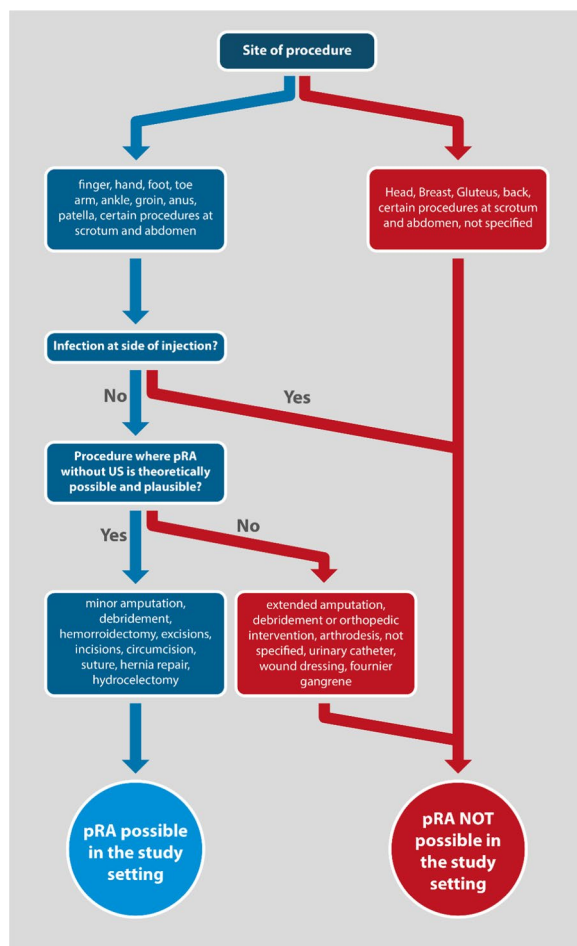 Site of procedure
finger, hand, foot, toe
arm, ankle, groin, anus,
patella, certain procedures at
scrotum and abdomen
Head, Breast, Gluteus, back,
certain procedures at scrotum
and abdomen, not specified
Infection at side of injection?
No
Yes
Procedure where pRA
without US is theoretically
possible and plausible?
Yes
No
minor amputation,
debridement,
hemorroidectomy, excisions,
incisions, circumcision,
suture, hernia repair,
hydrocelectomy
extended amputation,
debridement or orthopedic
intervention, arthrodesis, not
specified, urinary catheter,
wound dressing, fournier
gangrene
pRA possible
in the study
setting
pRA NOT
possible in
the study
setting